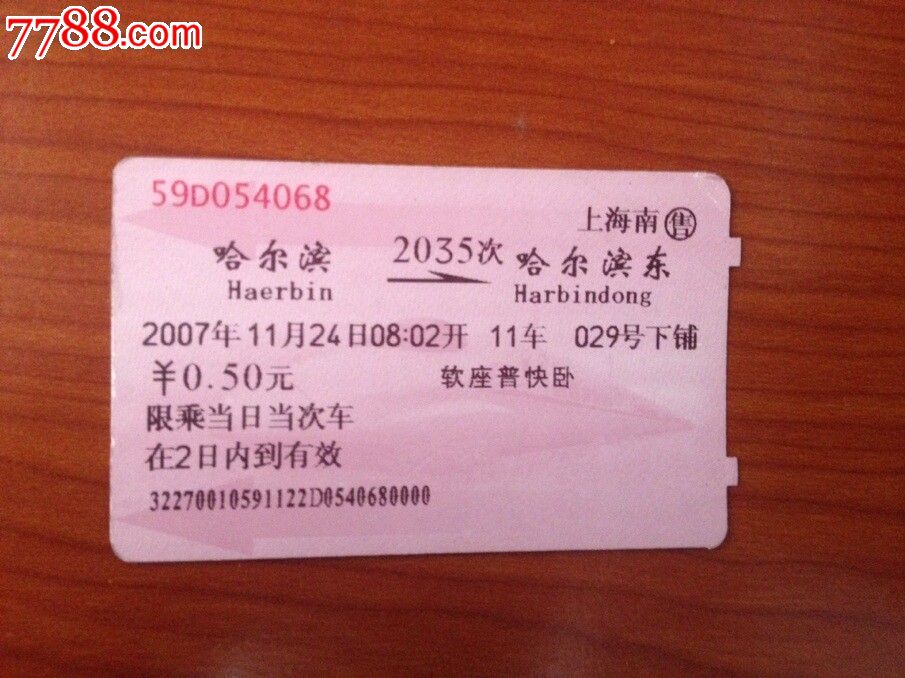 7788.com
59D054068
上海南 售
哈尔滨 2035次 哈尔滨东
Haerbin Harbindong
2007年11月24日08:02开 11车 029号下铺
¥0.50元 软座普快卧
限乘当日当次车
在2日内到有效
32270010591122D0540680000